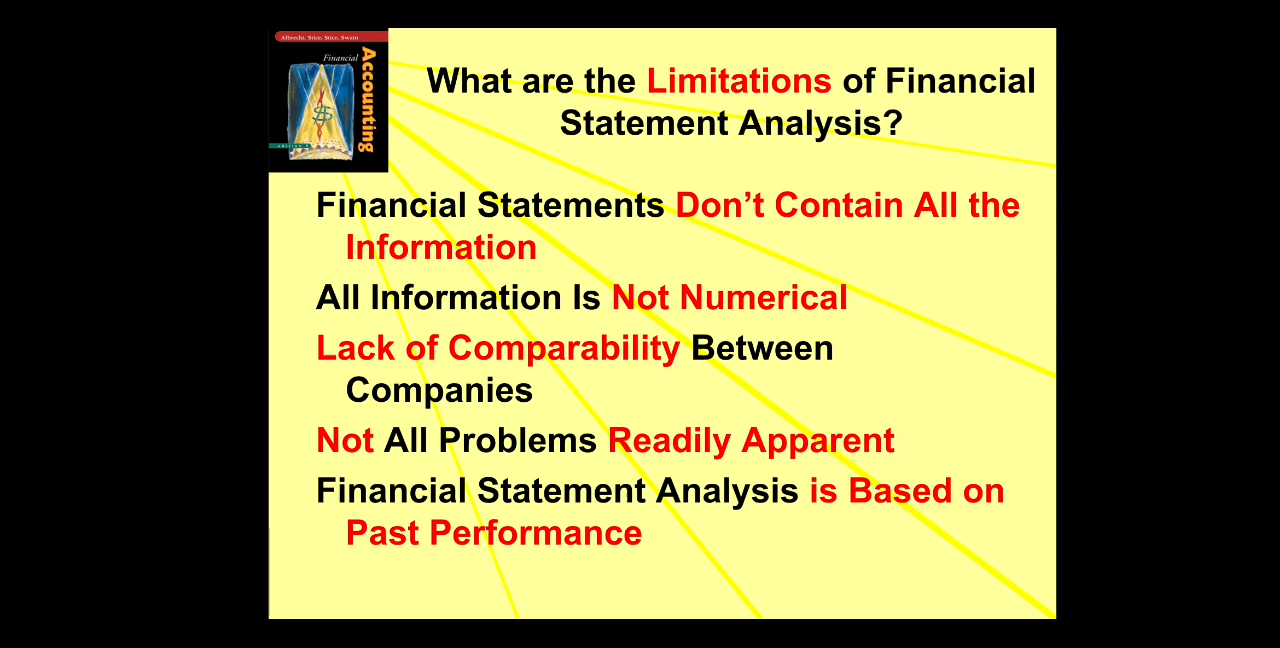 Albrecht, Stice, Stice, Swain
Financial
Accounting
What are the Limitations of Financial
Statement Analysis?
Financial Statements Don’t Contain All the
Information
All Information Is Not Numerical
Lack of Comparability Between
Companies
Not All Problems Readily Apparent
Financial Statement Analysis is Based on
Past Performance